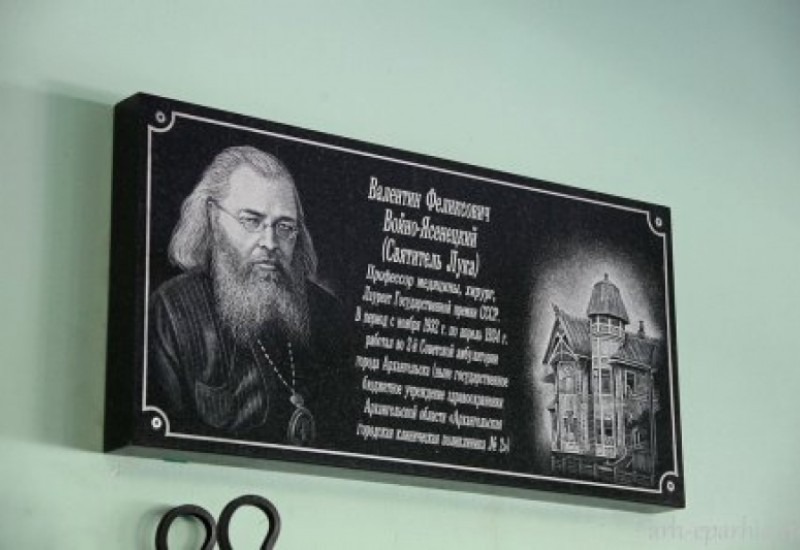 Валентин Феликсович
Войно-Ясенецкий
(Святитель Лука)
Профессор медицины, хирург.
Лауреат Государственной премии СССР.
В период с ноября 1932 г. по апрель 1934 г.
работал во 2-й Советской амбулатории
города Архангельска (ныне государственное
бюджетное учреждение здравоохранения
Архангельской области «Архангельская
городская клиническая поликлиника № 2»)